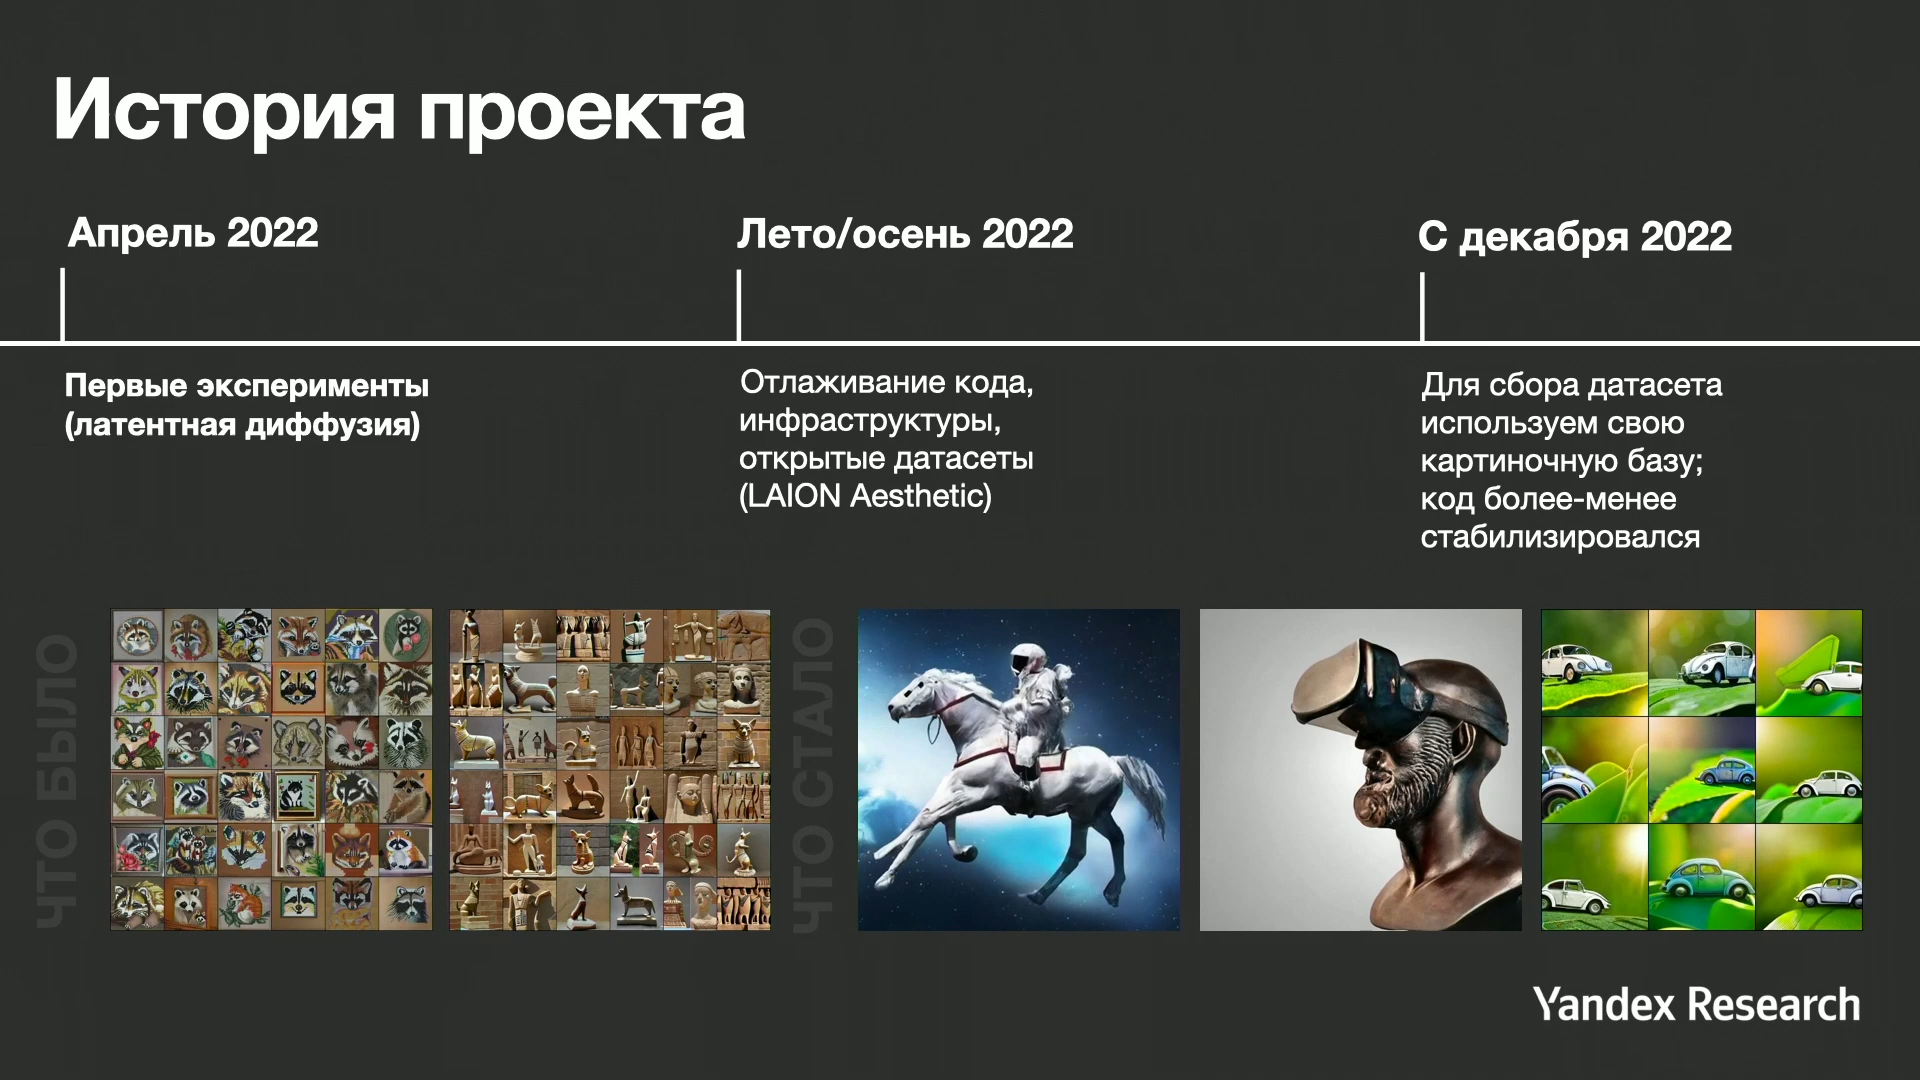 История проекта
Апрель 2022
Первые эксперименты
(латентная диффузия)
Лето/осень 2022
Отлаживание кода,
инфраструктуры,
открытые датасеты
(LAION Aesthetic)
С декабря 2022
Для сбора датасета
используем свою
картиночную базу;
код более-менее
стабилизировался
ЧТО БЫЛО
ЧТО СТАЛО
Yandex Research